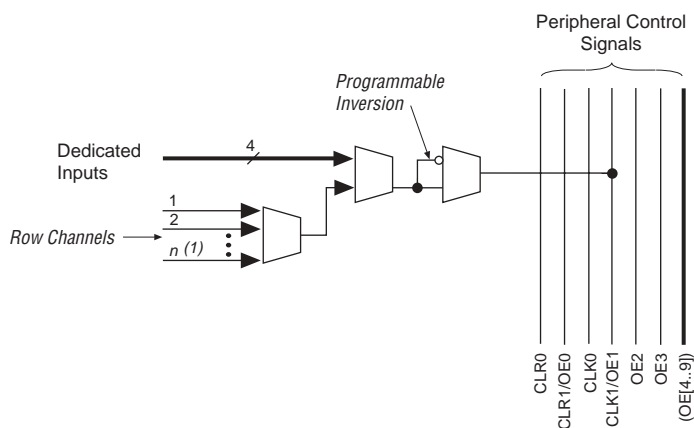 Peripheral Control
Signals
Programmable
Inversion
Dedicated
Inputs
4
Row Channels
1
2
n (1)
CLR0
CLR1/OE0
CLK0
CLK1/OE1
OE2
OE3
(OE[4..9])